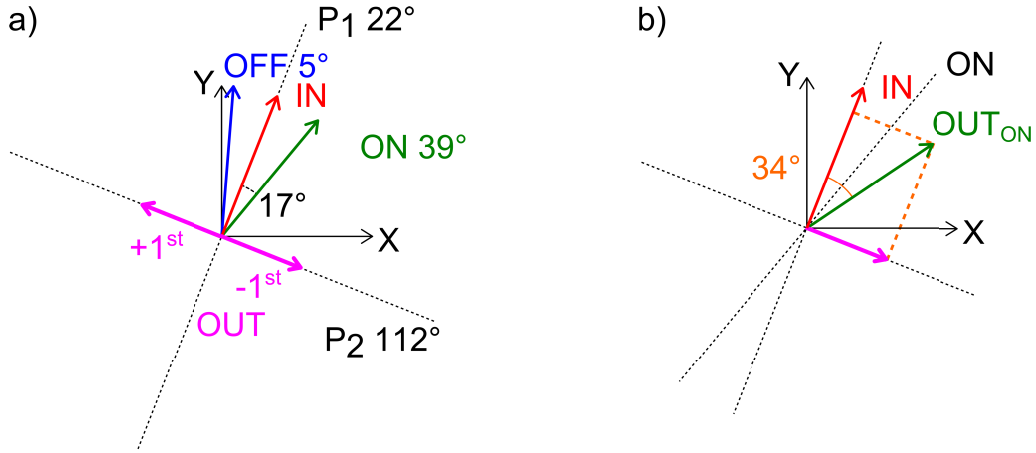 a)
P1 22°
OFF 5°
Y
IN
ON 39°
17°
X
+1st
-1st
OUT
P2 112°
b)
ON
Y
IN
OUTON
34°
X